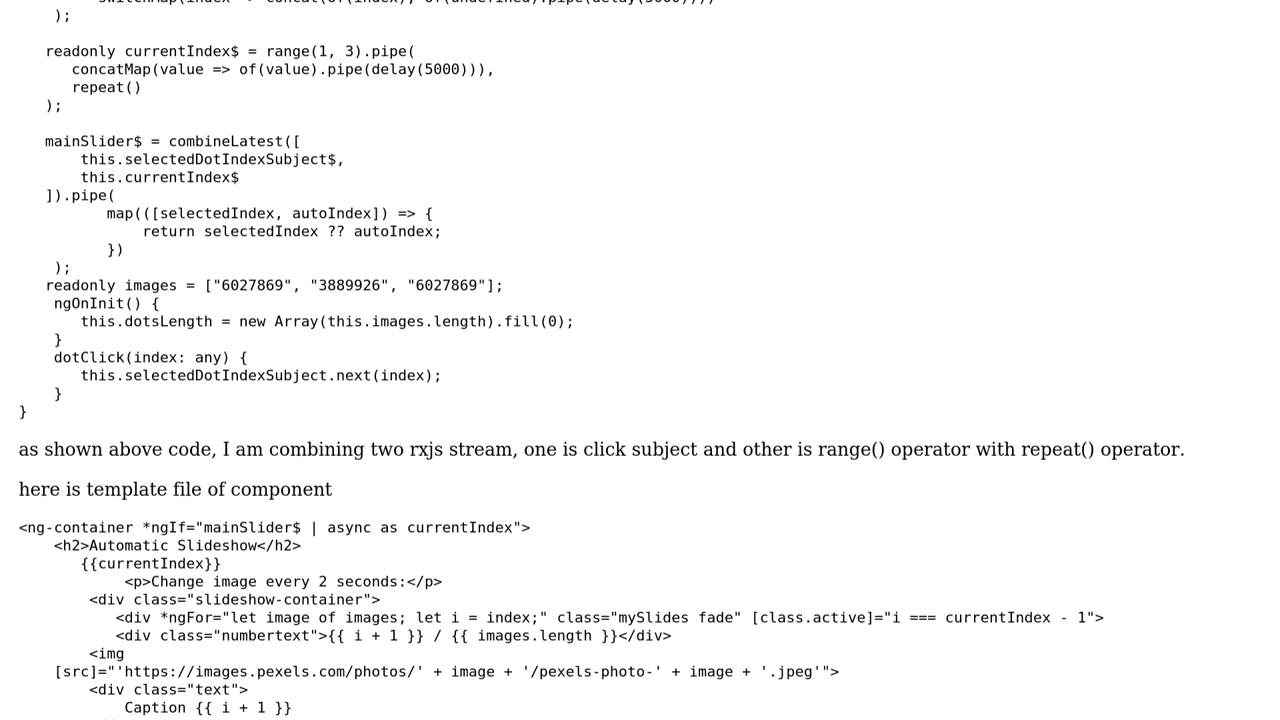 );
readonly currentIndex$ = range(1, 3).pipe(
concatMap(value => of(value).pipe(delay(5000))),
repeat()
);
mainSlider$ = combineLatest([
this.selectedDotIndexSubject$,
this.currentIndex$
]).pipe(
map(([selectedIndex, autoIndex]) => {
return selectedIndex ?? autoIndex;
})
);
readonly images = ["6027869", "3889926", "6027869"];
ngOnInit() {
this.dotsLength = new Array(this.images.length).fill(0);
}
dotClick(index: any) {
this.selectedDotIndexSubject.next(index);
}
}
as shown above code, I am combining two rxjs stream, one is click subject and other is range() operator with repeat() operator.
here is template file of component
<ng-container *ngIf="mainSlider$ | async as currentIndex">
<h2>Automatic Slideshow</h2>
{{currentIndex}}
<p>Change image every 2 seconds:</p>
<div class="slideshow-container">
<div *ngFor="let image of images; let i = index;" class="mySlides fade" [class.active]="i === currentIndex - 1">
<div class="numbertext">{{ i + 1 }} / {{ images.length }}</div>
<img
[src]="'https://images.pexels.com/photos/' + image + '/pexels-photo-' + image + '.jpeg'">
<div class="text">
Caption {{ i + 1 }}